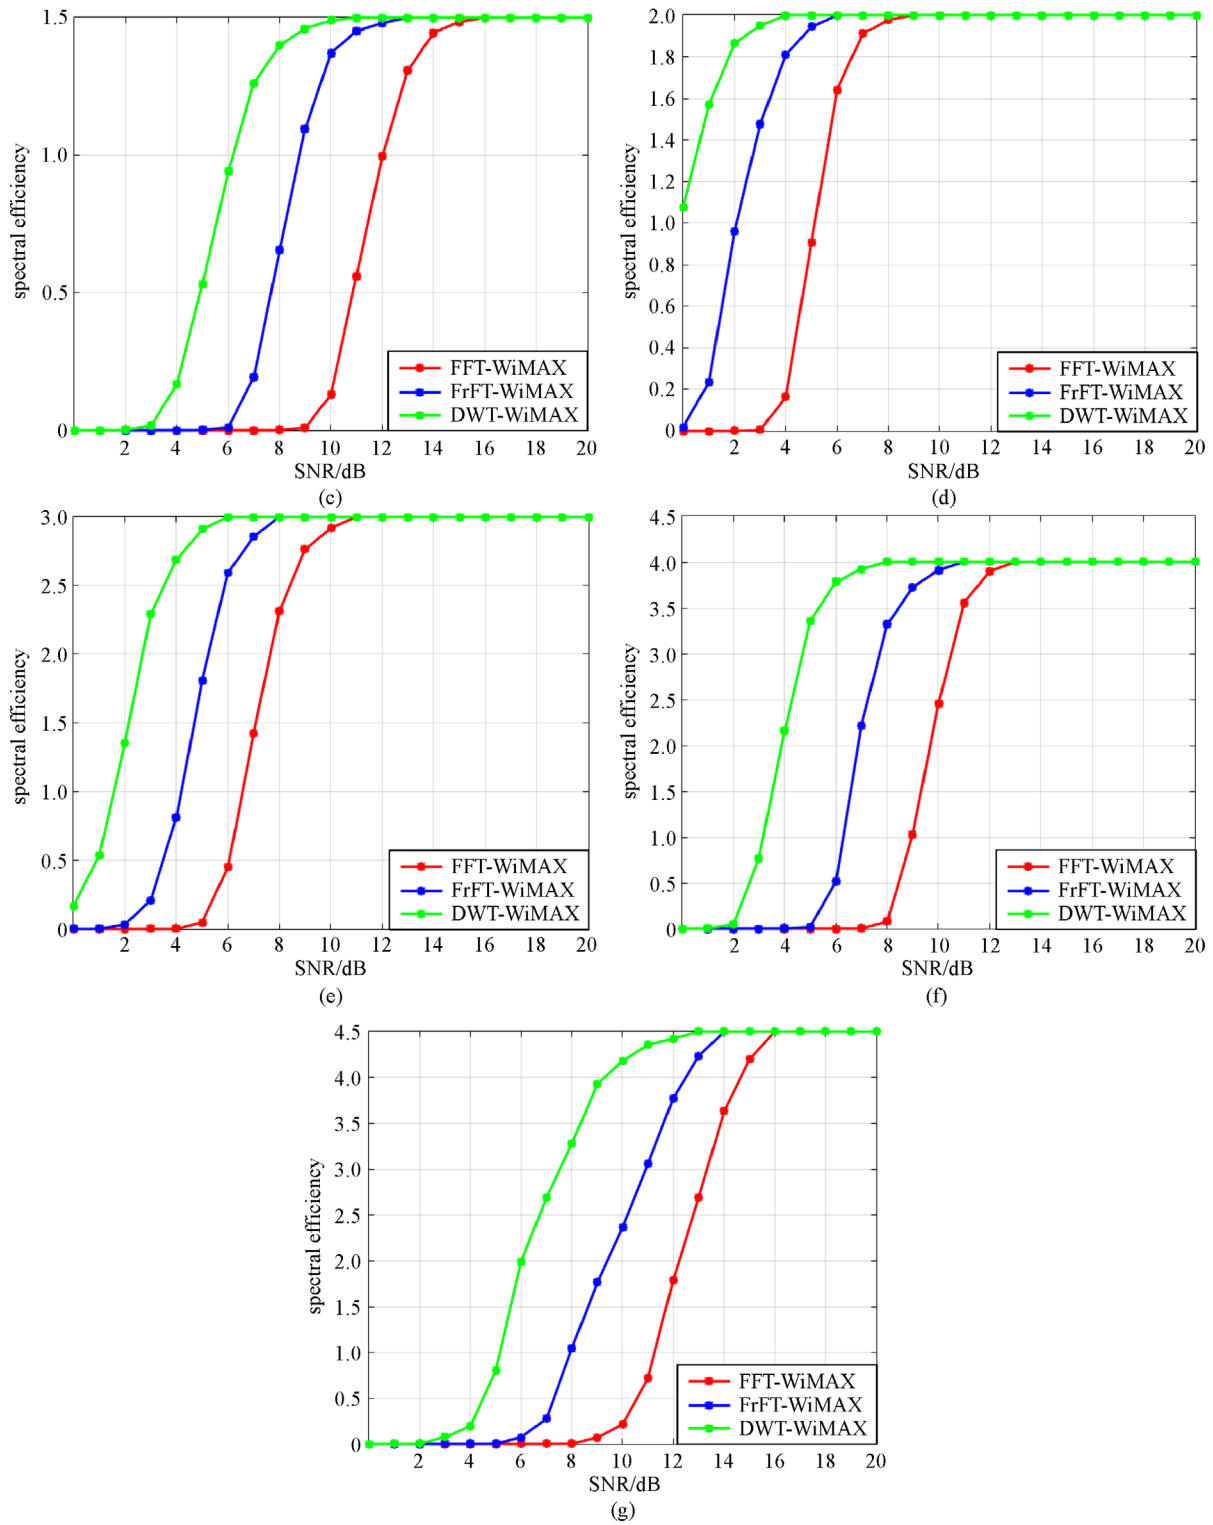 1.5
1.0
0.5
0
spectral efficiency
2 4 6 8 10 12 14 16 18 20
SNR/dB
FFT-WiMAX
FrFT-WiMAX
DWT-WiMAX
(c)
2.0
1.8
1.6
1.4
1.2
1.0
0.8
0.6
0.4
0.2
0
spectral efficiency
2 4 6 8 10 12 14 16 18 20
SNR/dB
FFT-WiMAX
FrFT-WiMAX
DWT-WiMAX
(d)
3.0
2.5
2.0
1.5
1.0
0.5
0
spectral efficiency
2 4 6 8 10 12 14 16 18 20
SNR/dB
FFT-WiMAX
FrFT-WiMAX
DWT-WiMAX
(e)
4.5
4.0
3.5
3.0
2.5
2.0
1.5
1.0
0.5
0
spectral efficiency
2 4 6 8 10 12 14 16 18 20
SNR/dB
FFT-WiMAX
FrFT-WiMAX
DWT-WiMAX
(f)
4.5
4.0
3.5
3.0
2.5
2.0
1.5
1.0
0.5
0
spectral efficiency
2 4 6 8 10 12 14 16 18 20
SNR/dB
FFT-WiMAX
FrFT-WiMAX
DWT-WiMAX
(g)